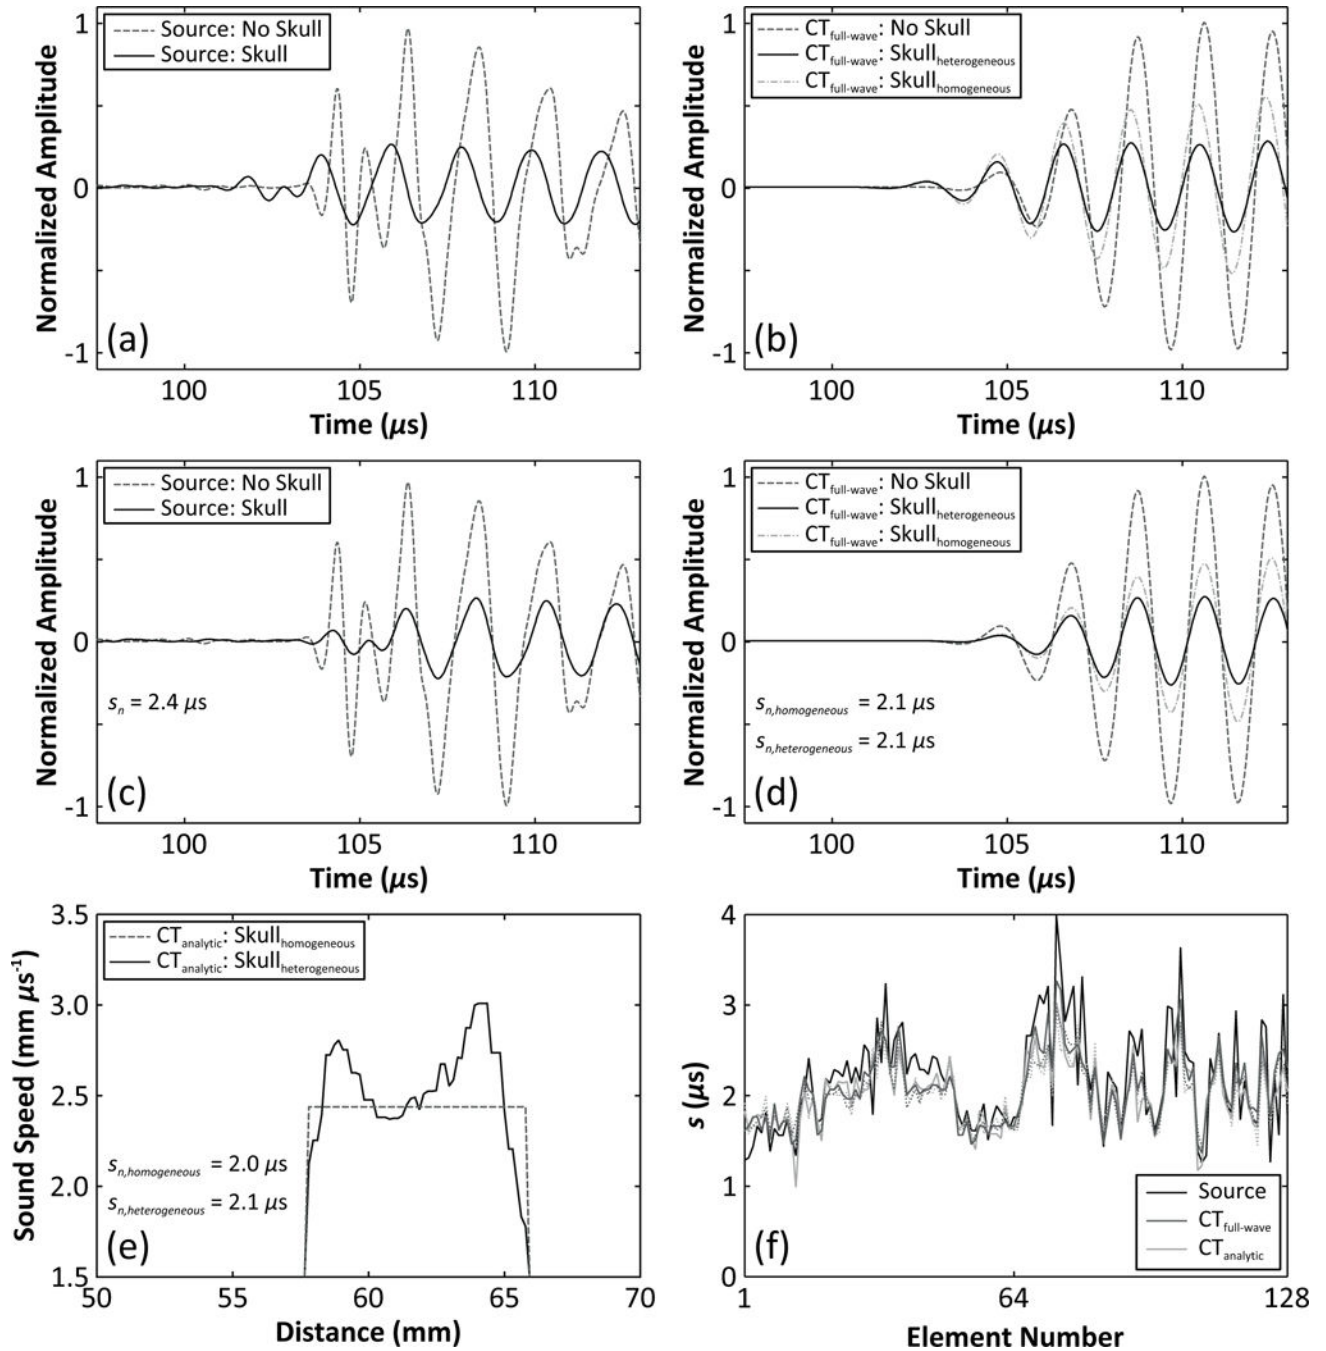 Source: No Skull
Source: Skull
1
0
-1
Normalized Amplitude
(a)
100
105
110
Time (μs)
CTfull-wave: No Skull
CTfull-wave: Skullheterogeneous
CTfull-wave: Skullhomogeneous
1
0
-1
Normalized Amplitude
(b)
100
105
110
Time (μs)
Source: No Skull
Source: Skull
1
0
-1
Normalized Amplitude
sn = 2.4 μs
(c)
100
105
110
Time (μs)
CTfull-wave: No Skull
CTfull-wave: Skullheterogeneous
CTfull-wave: Skullhomogeneous
1
0
-1
Normalized Amplitude
sn,homogeneous = 2.1 μs
sn,heterogeneous = 2.1 μs
(d)
100
105
110
Time (μs)
CTanalytic: Skullhomogeneous
CTanalytic: Skullheterogeneous
3.5
3.0
2.5
2.0
1.5
Sound Speed (mm μs-1)
sn,homogeneous = 2.0 μs
sn,heterogeneous = 2.1 μs
(e)
50
55
60
65
70
Distance (mm)
4
3
2
1
0
s (μs)
Source
CTfull-wave
CTanalytic
(f)
1
64
128
Element Number